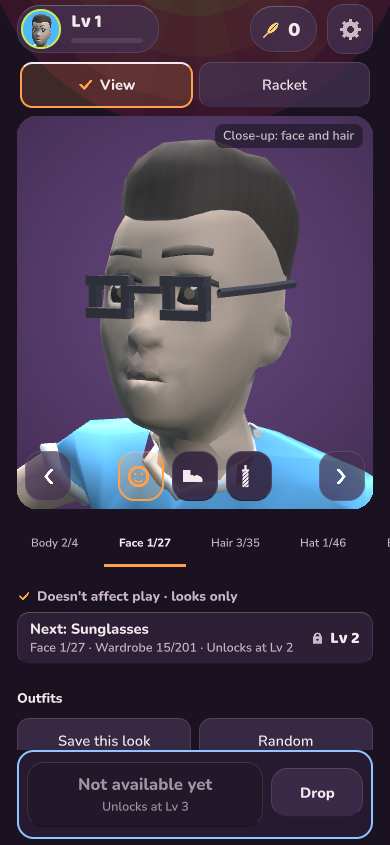 Lv 1
0
View
Racket
Close-up: face and hair
Body 2/4
Face 1/27
Hair 3/35
Hat 1/46
Doesn't affect play · looks only
Next: Sunglasses
Face 1/27 · Wardrobe 15/201 · Unlocks at Lv 2
Lv 2
Outfits
Save this look
Random
Not available yet
Unlocks at Lv 3
Drop